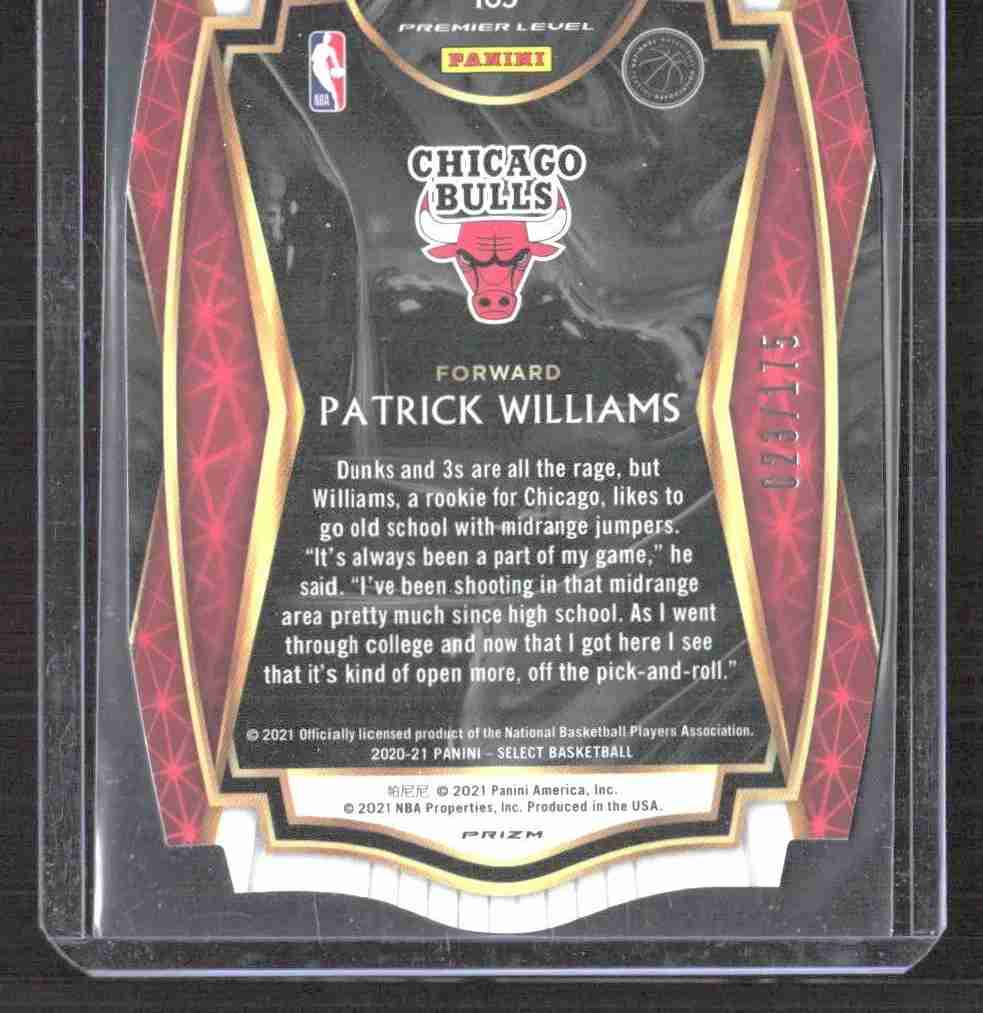 PREMIER LEVEL
PANINI
NBA
CHICAGO
BULLS
FORWARD
PATRICK WILLIAMS
Dunks and 3s are all the rage, but
Williams, a rookie for Chicago, likes to
go old school with midrange jumpers.
“It’s always been a part of my game,” he
said. “I’ve been shooting in that midrange
area pretty much since high school. As I went
through college and now that I got here I see
that it’s kind of open more, off the pick-and-roll.”
© 2021 Officially licensed product of the National Basketball Players Association.
2020-21 PANINI – SELECT BASKETBALL
帕尼尼 © 2021 Panini America, Inc.
© 2021 NBA Properties, Inc. Produced in the USA.
PRIZM